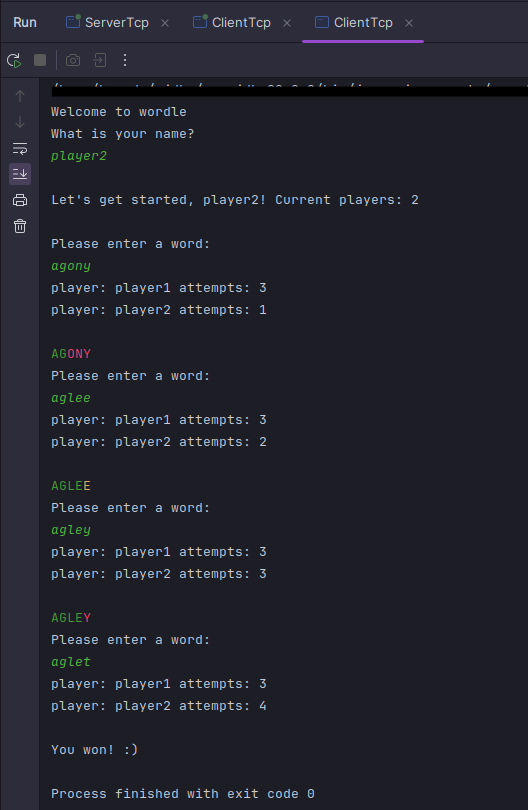 Run ServerTcp ClientTcp ClientTcp
Welcome to wordle
What is your name?
player2
Let's get started, player2! Current players: 2
Please enter a word:
agony
player: player1 attempts: 3
player: player2 attempts: 1
AGONY
Please enter a word:
aglee
player: player1 attempts: 3
player: player2 attempts: 2
AGLEE
Please enter a word:
agley
player: player1 attempts: 3
player: player2 attempts: 3
AGLEY
Please enter a word:
aglet
player: player1 attempts: 3
player: player2 attempts: 4
You won! :)
Process finished with exit code 0